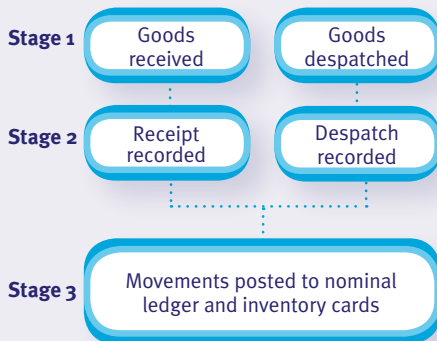 Stage 1
Goods
received
Goods
despatched
Stage 2
Receipt
recorded
Despatch
recorded
Stage 3
Movements posted to nominal
ledger and inventory cards